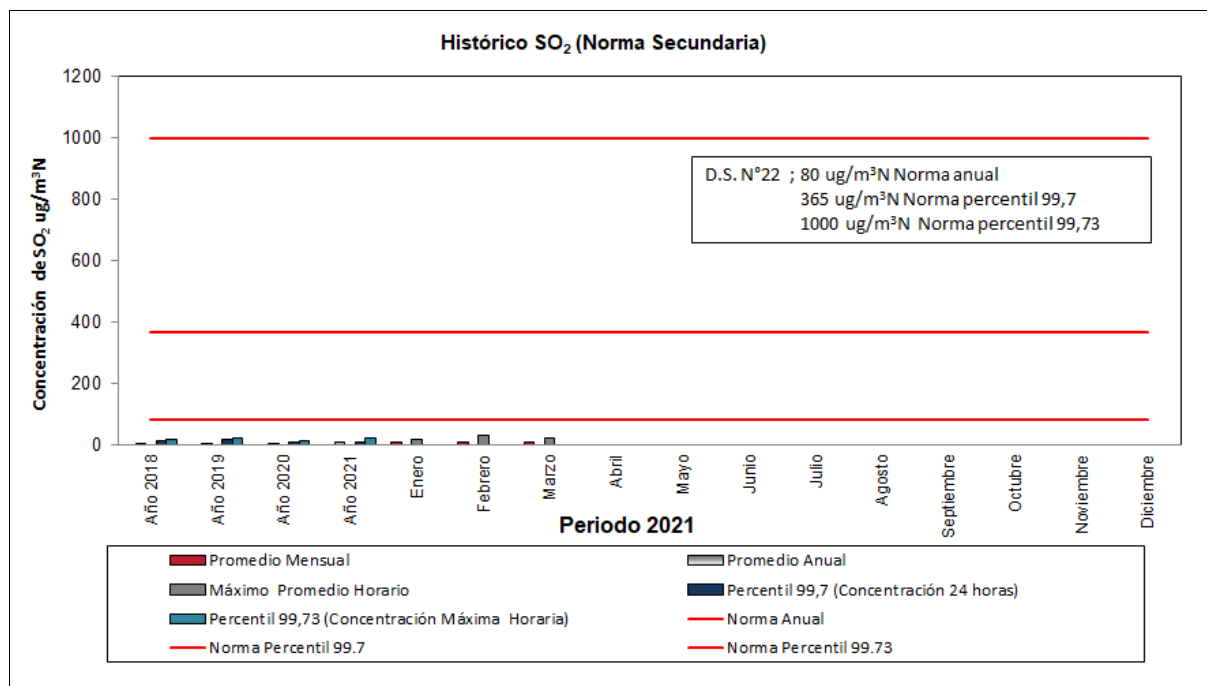 Histórico SO₂ (Norma Secundaria)
Concentración de SO₂ ug/m³N
1200
1000
800
600
400
200
0
D.S. N°22 ; 80 ug/m³N Norma anual
365 ug/m³N Norma percentil 99,7
1000 ug/m³N Norma percentil 99,73
Año 2018
Año 2019
Año 2020
Año 2021
Enero
Febrero
Marzo
Abril
Mayo
Junio
Julio
Agosto
Septiembre
Octubre
Noviembre
Diciembre
Periodo 2021
Promedio Mensual
Promedio Anual
Máximo Promedio Horario
Percentil 99,7 (Concentración 24 horas)
Percentil 99,73 (Concentración Máxima Horaria)
Norma Anual
Norma Percentil 99.7
Norma Percentil 99.73